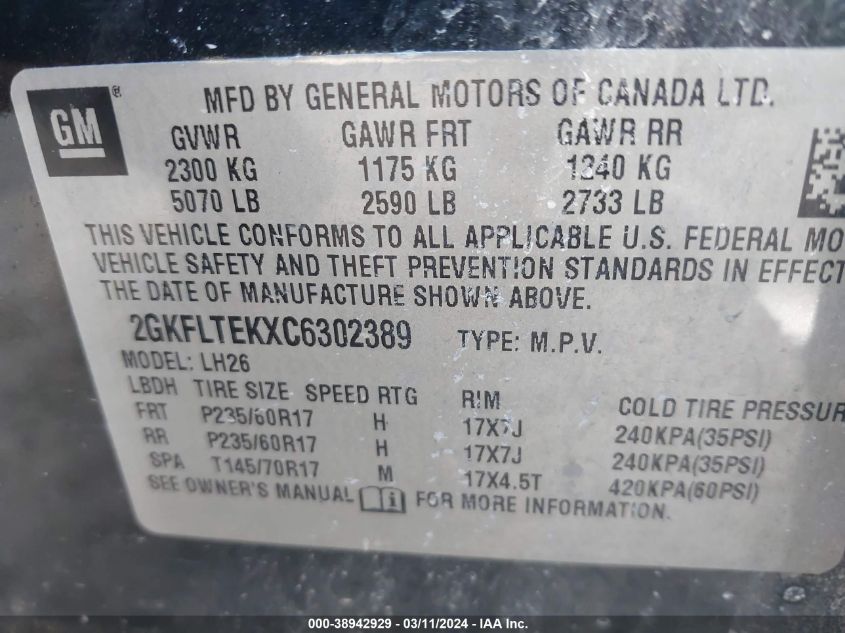 GM®
MFD BY GENERAL MOTORS OF CANADA LTD.
GVWR GAWR FRT GAWR RR
2300 KG 1175 KG 1240 KG
5070 LB 2590 LB 2733 LB
THIS VEHICLE CONFORMS TO ALL APPLICABLE U.S. FEDERAL MO
VEHICLE SAFETY AND THEFT PREVENTION STANDARDS IN EFFECT
THE DATE OF MANUFACTURE SHOWN ABOVE.
2GKFLTEKXC6302389 TYPE: M.P.V.
MODEL: LH26
LBDH TIRE SIZE SPEED RTG RIM COLD TIRE PRESSUR
FRT P235/60R17 H 17X7J 240KPA(35PSI)
RR P235/60R17 H 17X7J 240KPA(35PSI)
SPA T145/70R17 M 17X4.5T 420KPA(60PSI)
SEE OWNER'S MANUAL FOR MORE INFORMATION.
000-38942929 - 03/11/2024 - IAA Inc.